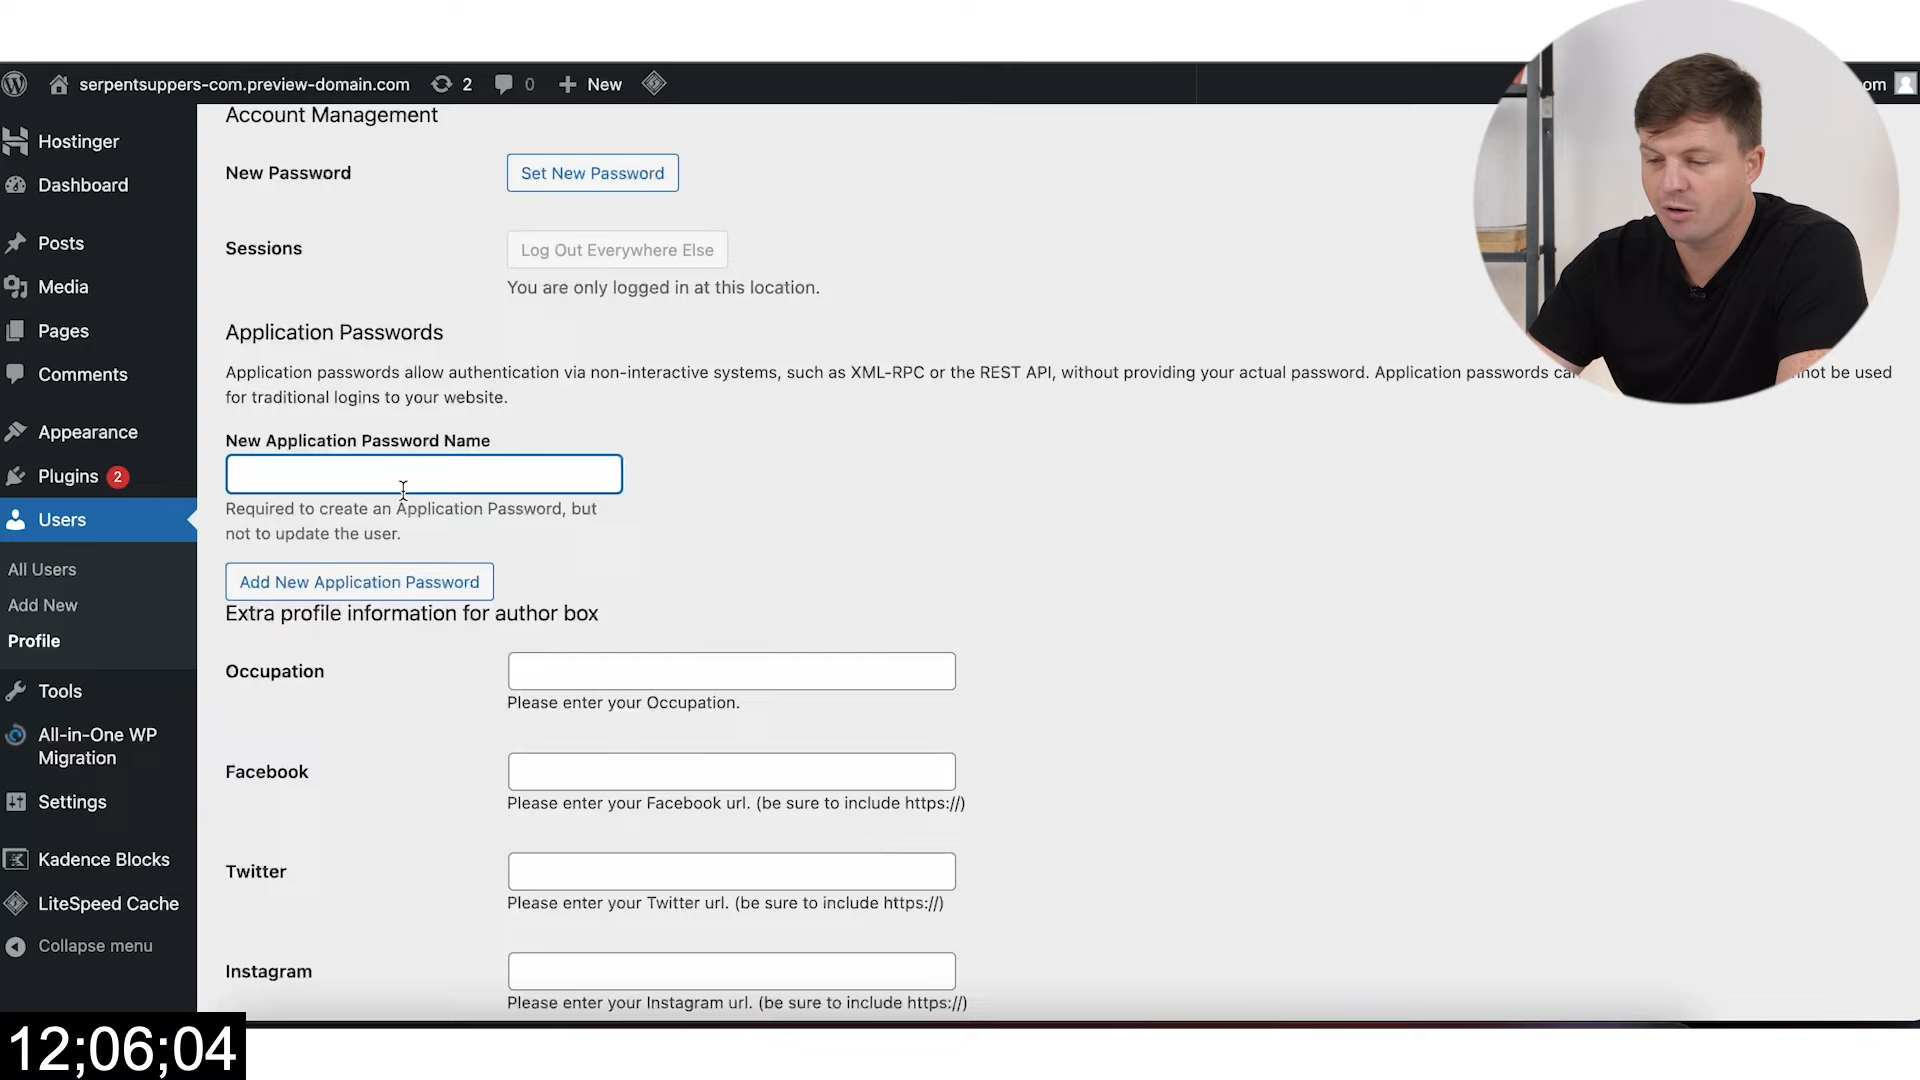 serpentsuppers-com.preview-domain.com 2 0 New
om
Hostinger
Dashboard
Posts
Media
Pages
Comments
Appearance
Plugins 2
Users
All Users
Add New
Profile
Tools
All-in-One WP
Migration
Settings
Kadence Blocks
LiteSpeed Cache
Collapse menu
Account Management
New Password
Set New Password
Sessions
Log Out Everywhere Else
You are only logged in at this location.
Application Passwords
Application passwords allow authentication via non-interactive systems, such as XML-RPC or the REST API, without providing your actual password. Application passwords ca not be used
for traditional logins to your website.
New Application Password Name
Required to create an Application Password, but
not to update the user.
Add New Application Password
Extra profile information for author box
Occupation
Please enter your Occupation.
Facebook
Please enter your Facebook url. (be sure to include https://)
Twitter
Please enter your Twitter url. (be sure to include https://)
Instagram
Please enter your Instagram url. (be sure to include https://)
12;06;04